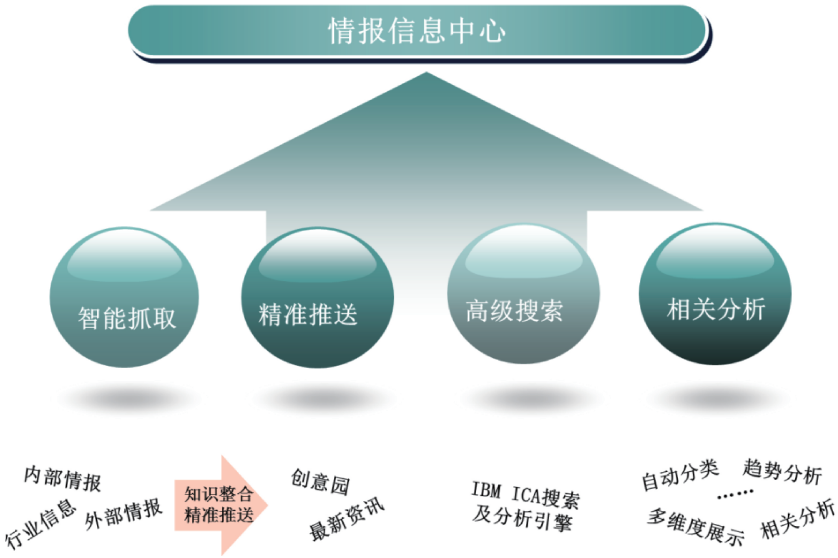 情报信息中心
智能抓取
精准推送
高级搜索
相关分析
内部情报
行业信息
外部情报
知识整合
精准推送
创意园
最新资讯
IBM ICA搜索
及分析引擎
自动分类
趋势分析
……
多维度展示
相关分析